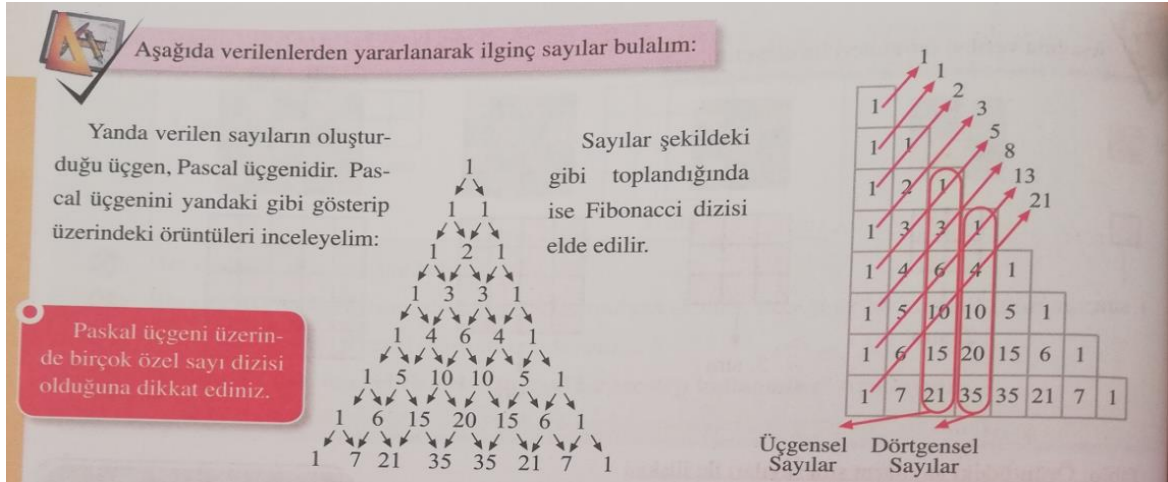 Aşağıda verilenlerden yararlanarak ilginç sayılar bulalım:
Yanda verilen sayıların oluştur-
duğu üçgen, Pascal üçgenidir. Pas-
cal üçgenini yandaki gibi gösterip
üzerindeki örüntüleri inceleyelim:
Paskal üçgeni üzerin-
de birçok özel sayı dizisi
olduğuna dikkat ediniz.
1
1 1
1 2 1
1 3 3 1
1 4 6 4 1
1 5 10 10 5 1
1 6 15 20 15 6 1
1 7 21 35 35 21 7 1
Sayılar şekildeki
gibi toplandığında
ise Fibonacci dizisi
elde edilir.
1
1
2
3
5
8
13
21
1
1 1
1 2 1
1 3 3 1
1 4 6 4 1
1 5 10 10 5 1
1 6 15 20 15 6 1
1 7 21 35 35 21 7 1
Üçgensel Dörtgensel
Sayılar Sayılar